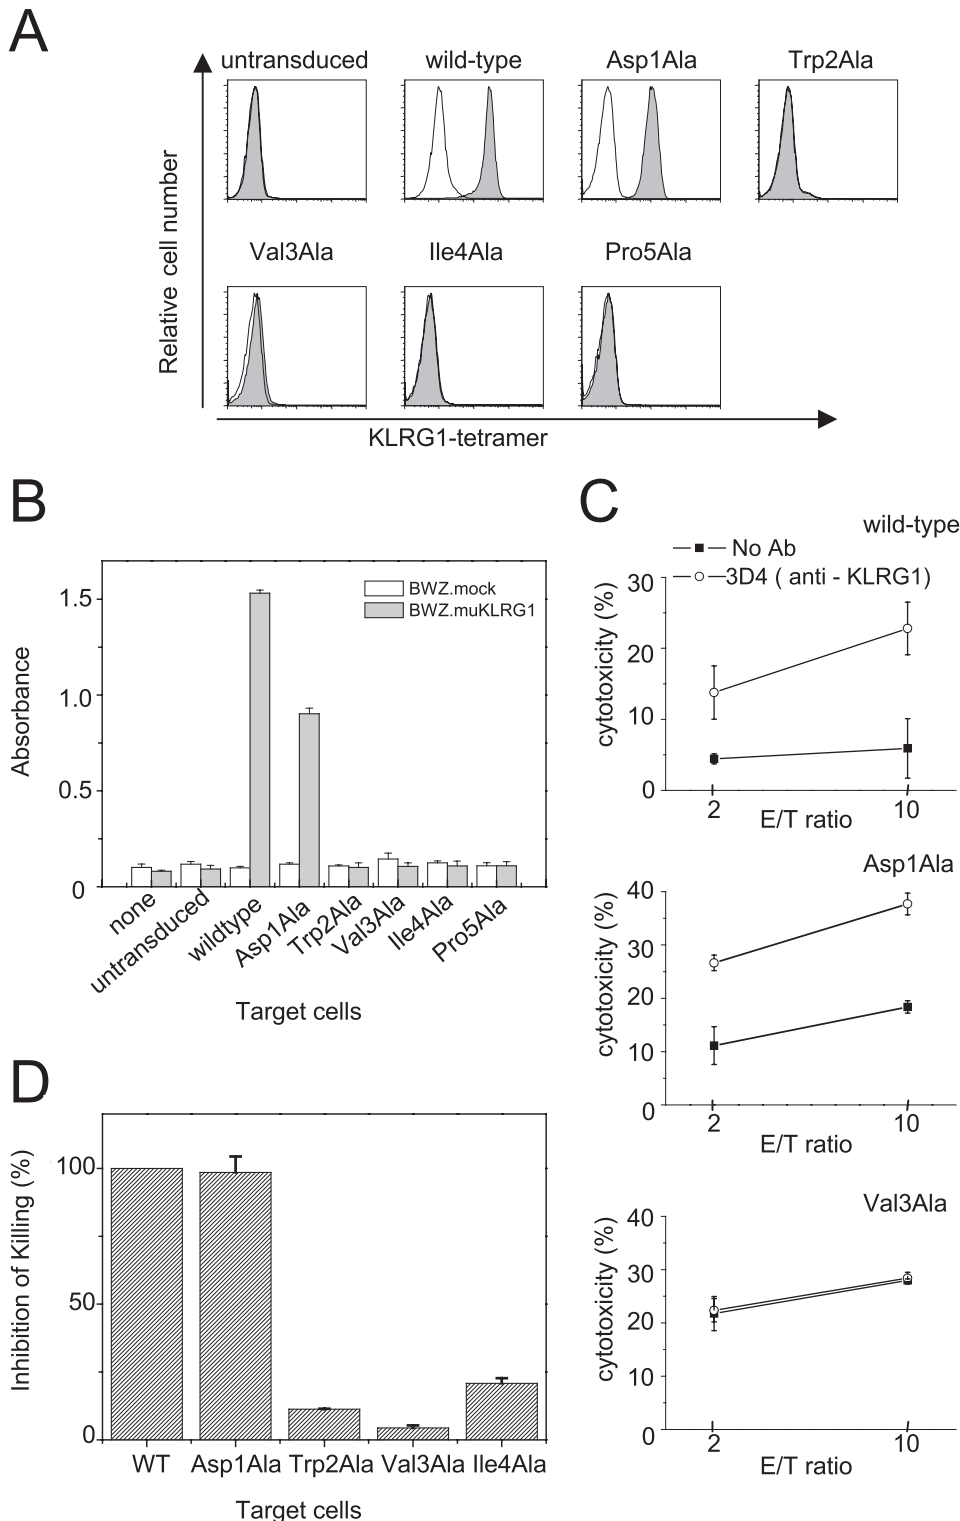 A
untransduced wild-type Asp1Ala Trp2Ala
Relative cell number
Val3Ala Ile4Ala Pro5Ala
KLRG1-tetramer
B
Absorbance
BWZ.mock
BWZ.muKLRG1
1.5
1.0
0.5
0
none untransduced wildtype Asp1Ala Trp2Ala Val3Ala Ile4Ala Pro5Ala
Target cells
C
wild-type
No Ab
3D4 ( anti - KLRG1)
cytotoxicity (%)
30
20
10
0
2 10
E/T ratio
Asp1Ala
cytotoxicity (%)
40
30
20
10
0
2 10
E/T ratio
Val3Ala
cytotoxicity (%)
40
30
20
10
0
2 10
E/T ratio
D
Inhibition of Killing (%)
100
50
0
WT Asp1Ala Trp2Ala Val3Ala Ile4Ala
Target cells